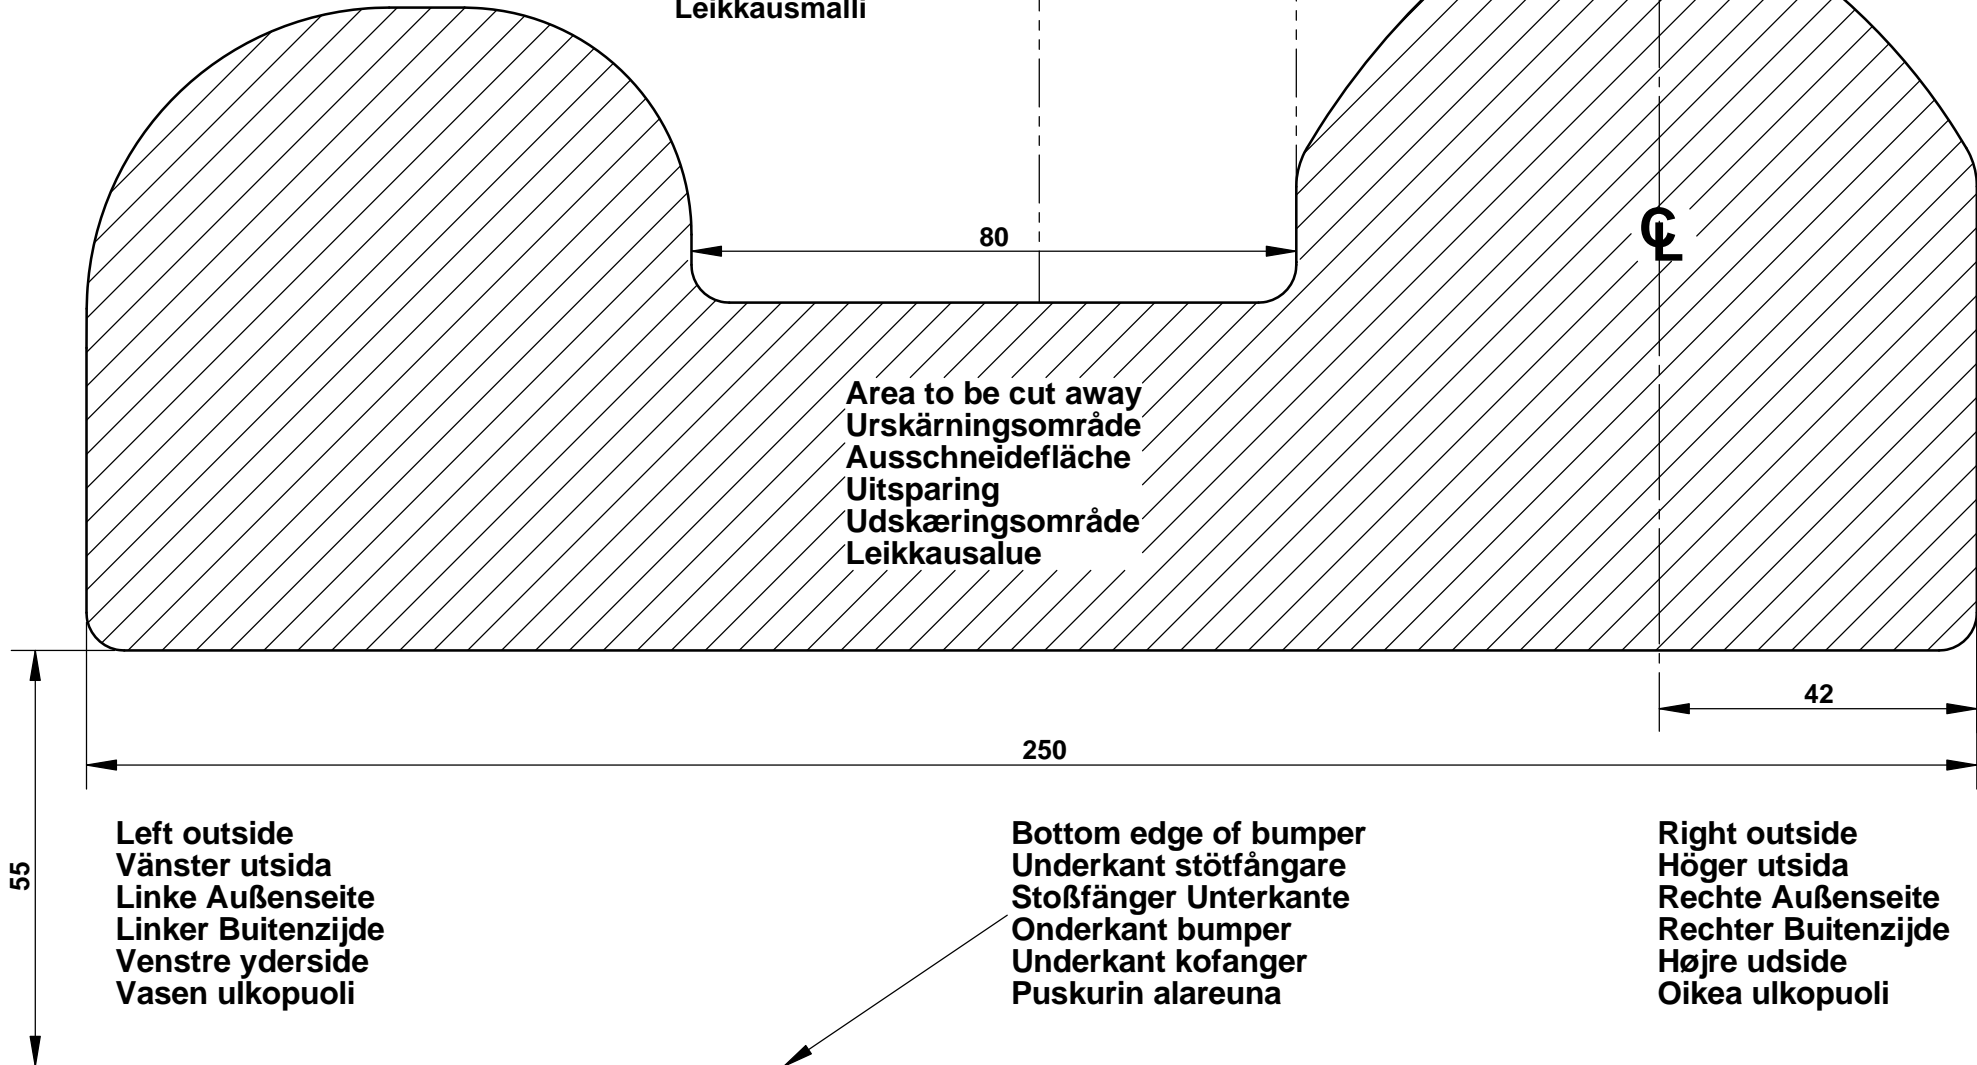 Leikkausmalli
80
℄
Area to be cut away
Urskärningsområde
Ausschneidefläche
Uitsparing
Udskæringsområde
Leikkausalue
42
250
55
Left outside
Vänster utsida
Linke Außenseite
Linker Buitenzijde
Venstre yderside
Vasen ulkopuoli
Bottom edge of bumper
Underkant stötfångare
Stoßfänger Unterkante
Onderkant bumper
Underkant kofanger
Puskurin alareuna
Right outside
Höger utsida
Rechte Außenseite
Rechter Buitenzijde
Højre udside
Oikea ulkopuoli